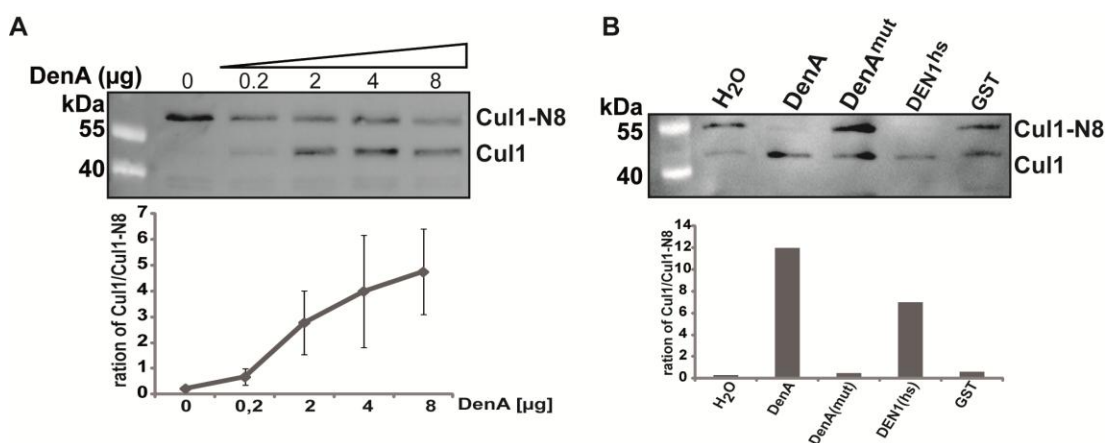 A
DenA (µg) 0 0,2 2 4 8
kDa
55
40
Cul1-N8
Cul1
ration of Cul1/Cul1-N8
7
6
5
4
3
2
1
0
0 0,2 2 4 8 DenA [µg]
B
H₂O DenA DenAᵐᵘᵗ DEN1ʰˢ GST
kDa
55
40
Cul1-N8
Cul1
ration of Cul1/Cul1-N8
14
12
10
8
6
4
2
0
H₂O DenA DenA(mut) DEN1(hs) GST